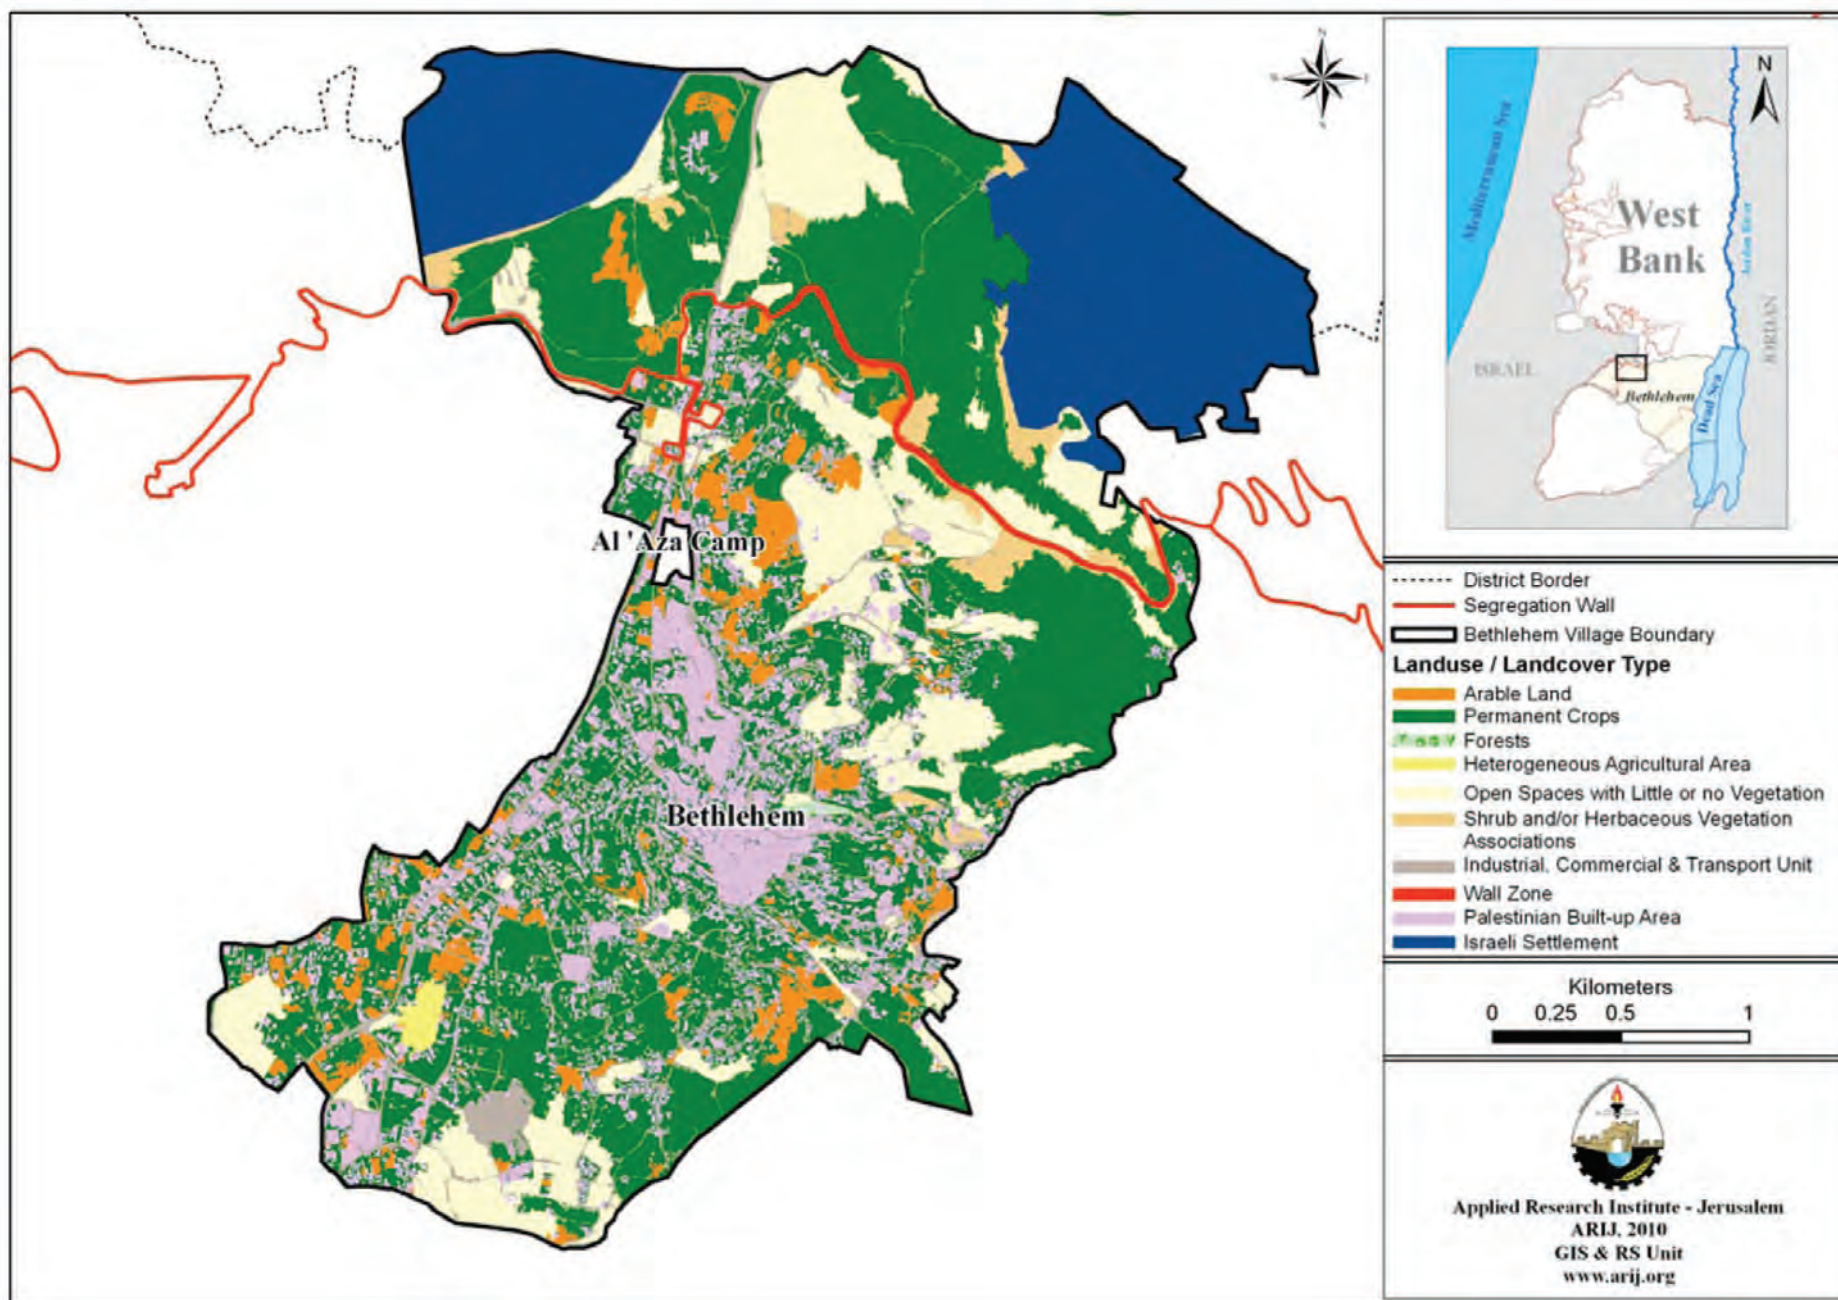 Al 'Aza Camp
Bethlehem
N
Mediterranean Sea
West
Bank
Jordan River
JORDAN
ISRAEL
Bethlehem
Dead Sea
District Border
Segregation Wall
Bethlehem Village Boundary
Landuse / Landcover Type
Arable Land
Permanent Crops
Forests
Heterogeneous Agricultural Area
Open Spaces with Little or no Vegetation
Shrub and/or Herbaceous Vegetation
Associations
Industrial, Commercial & Transport Unit
Wall Zone
Palestinian Built-up Area
Israeli Settlement
Kilometers
0 0.25 0.5 1
Applied Research Institute - Jerusalem
ARIJ, 2010
GIS & RS Unit
www.arij.org